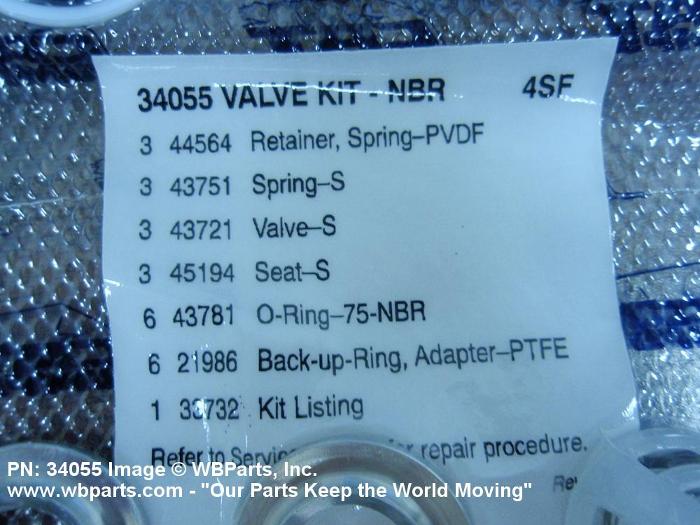 34055 VALVE KIT - NBR 4SF
3 44564 Retainer, Spring–PVDF
3 43751 Spring–S
3 43721 Valve–S
3 45194 Seat–S
6 43781 O-Ring–75-NBR
6 21986 Back-up-Ring, Adapter–PTFE
1 33732 Kit Listing
Refer to Service for repair procedure.
PN: 34055 Image © WBParts, Inc.
www.wbparts.com - "Our Parts Keep the World Moving"